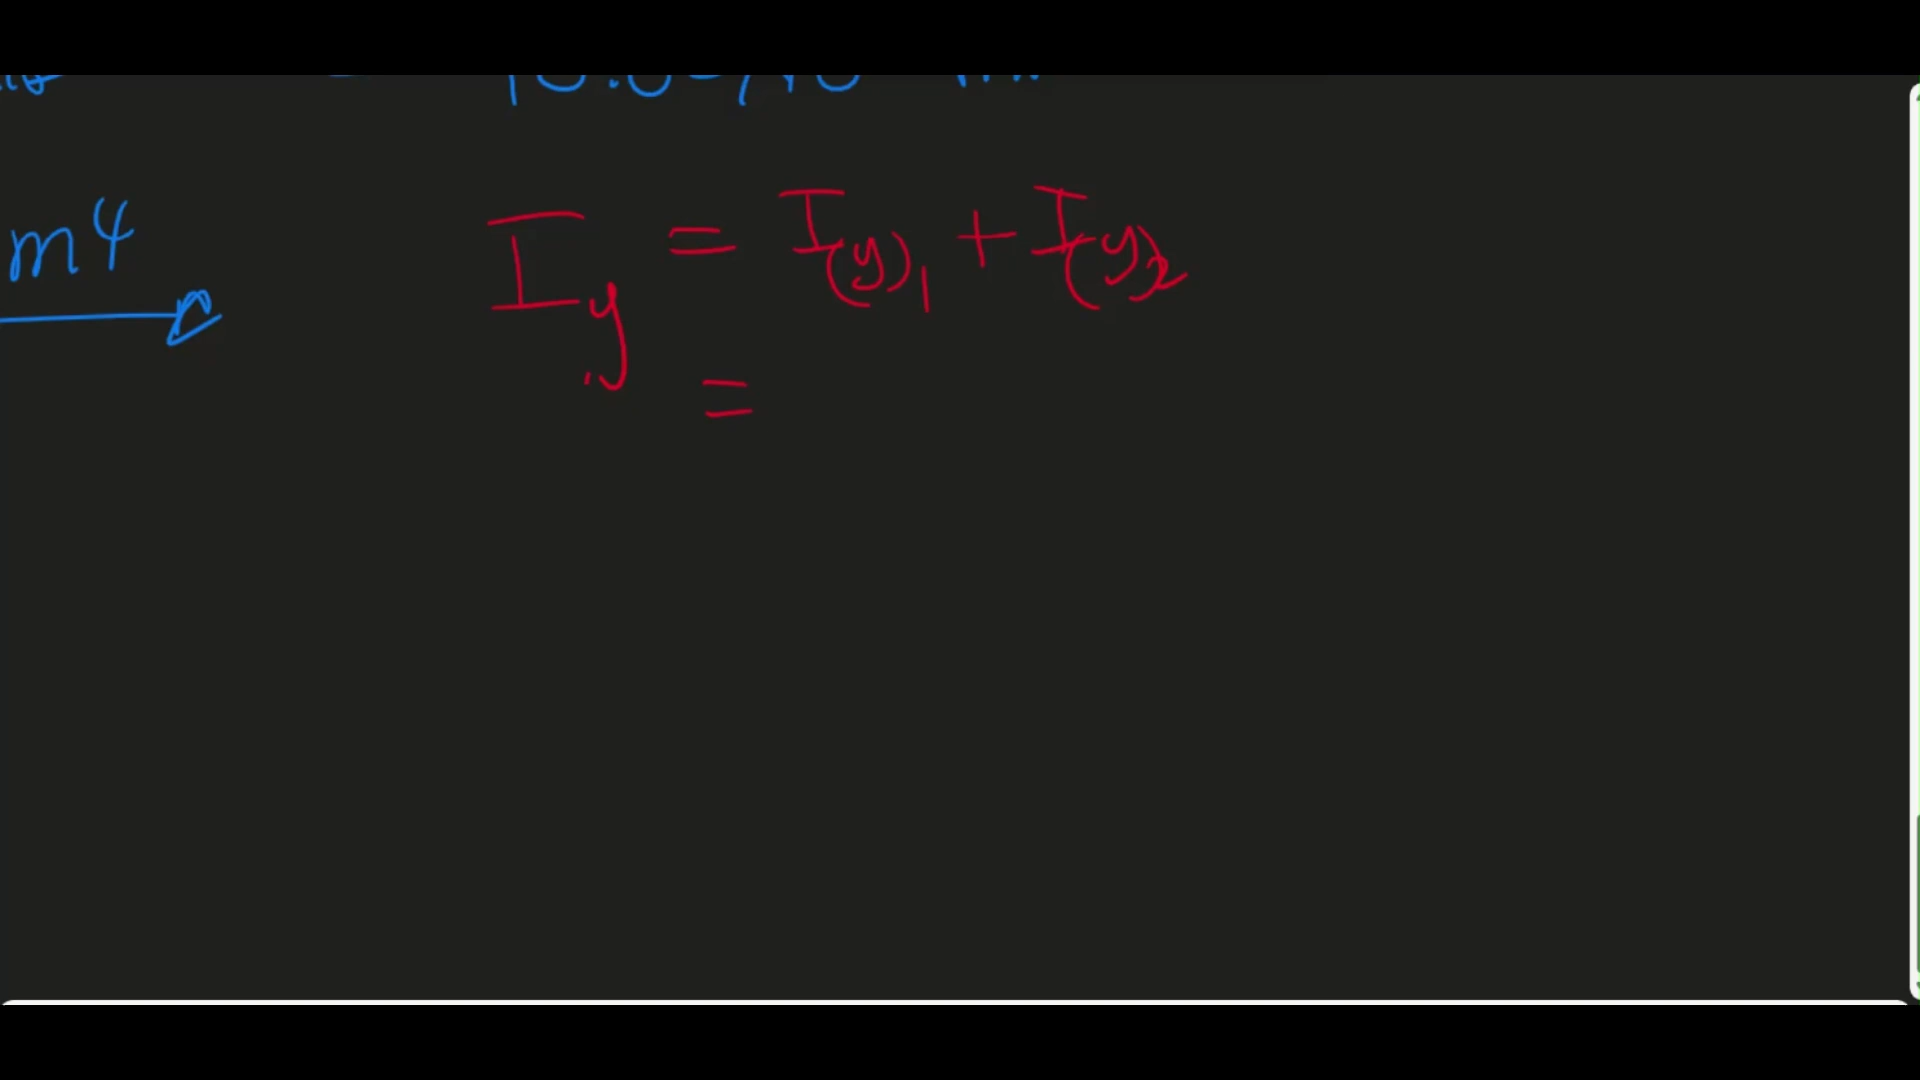 m⁴
I_y = I_(y)₁ + I_(y)₂
=